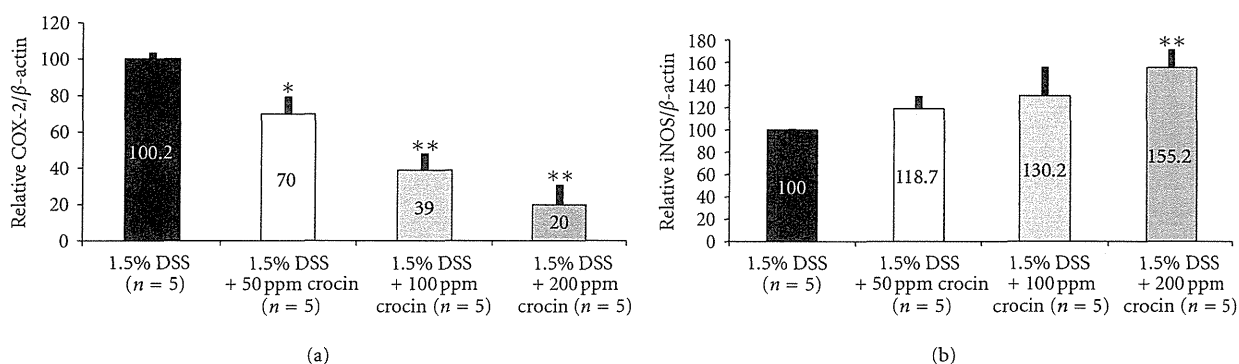 Relative COX-2/β-actin
120
100
80
60
40
20
0
100.2
*
70
**
39
**
20
1.5% DSS
(n = 5)
1.5% DSS
+ 50 ppm crocin
(n = 5)
1.5% DSS
+ 100 ppm
crocin (n = 5)
1.5% DSS
+ 200 ppm
crocin (n = 5)
(a)
Relative iNOS/β-actin
180
160
140
120
100
80
60
40
20
0
100
118.7
130.2
**
155.2
1.5% DSS
(n = 5)
1.5% DSS
+ 50 ppm crocin
(n = 5)
1.5% DSS
+ 100 ppm
crocin (n = 5)
1.5% DSS
+ 200 ppm
crocin (n = 5)
(b)